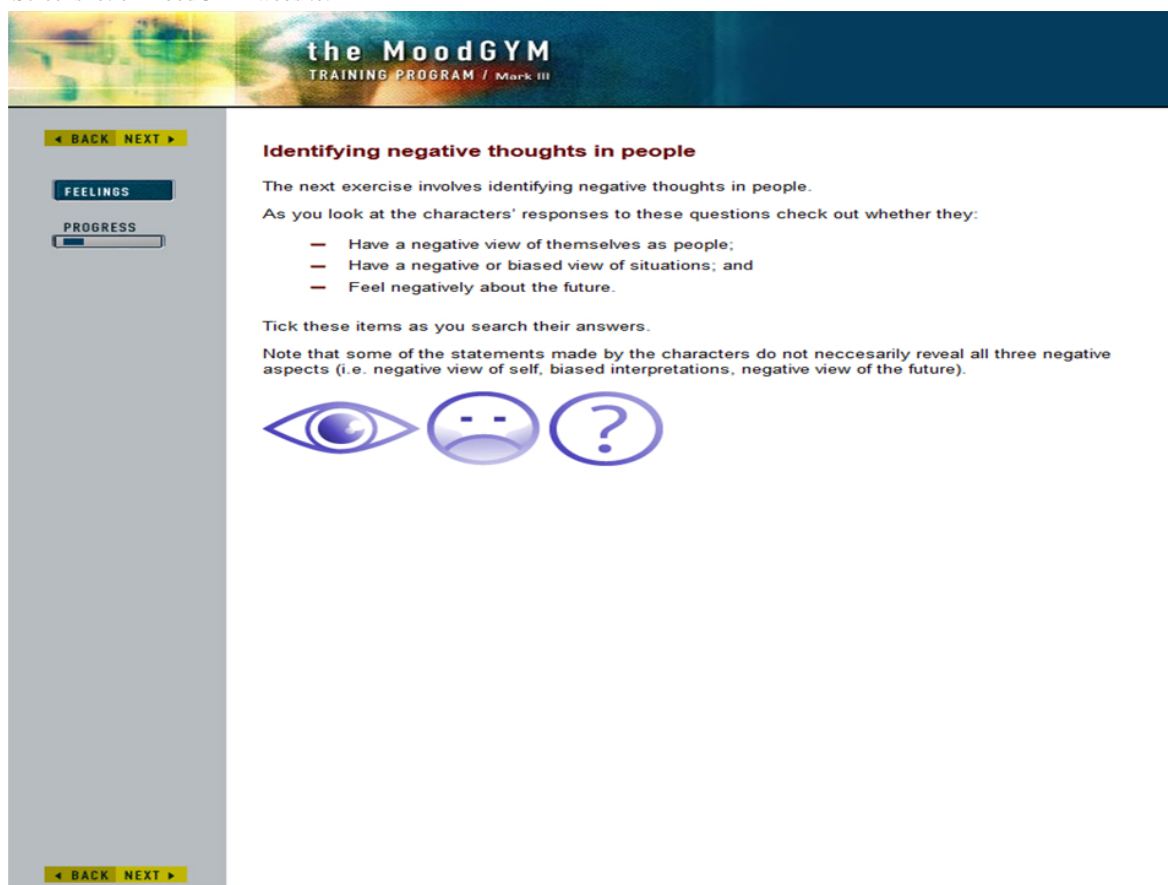 the MoodGYM
TRAINING PROGRAM / Mark III
◄ BACK NEXT ►
FEELINGS
PROGRESS
Identifying negative thoughts in people
The next exercise involves identifying negative thoughts in people.
As you look at the characters' responses to these questions check out whether they:
— Have a negative view of themselves as people;
— Have a negative or biased view of situations; and
— Feel negatively about the future.
Tick these items as you search their answers.
Note that some of the statements made by the characters do not neccesarily reveal all three negative
aspects (i.e. negative view of self, biased interpretations, negative view of the future).
?
◄ BACK NEXT ►